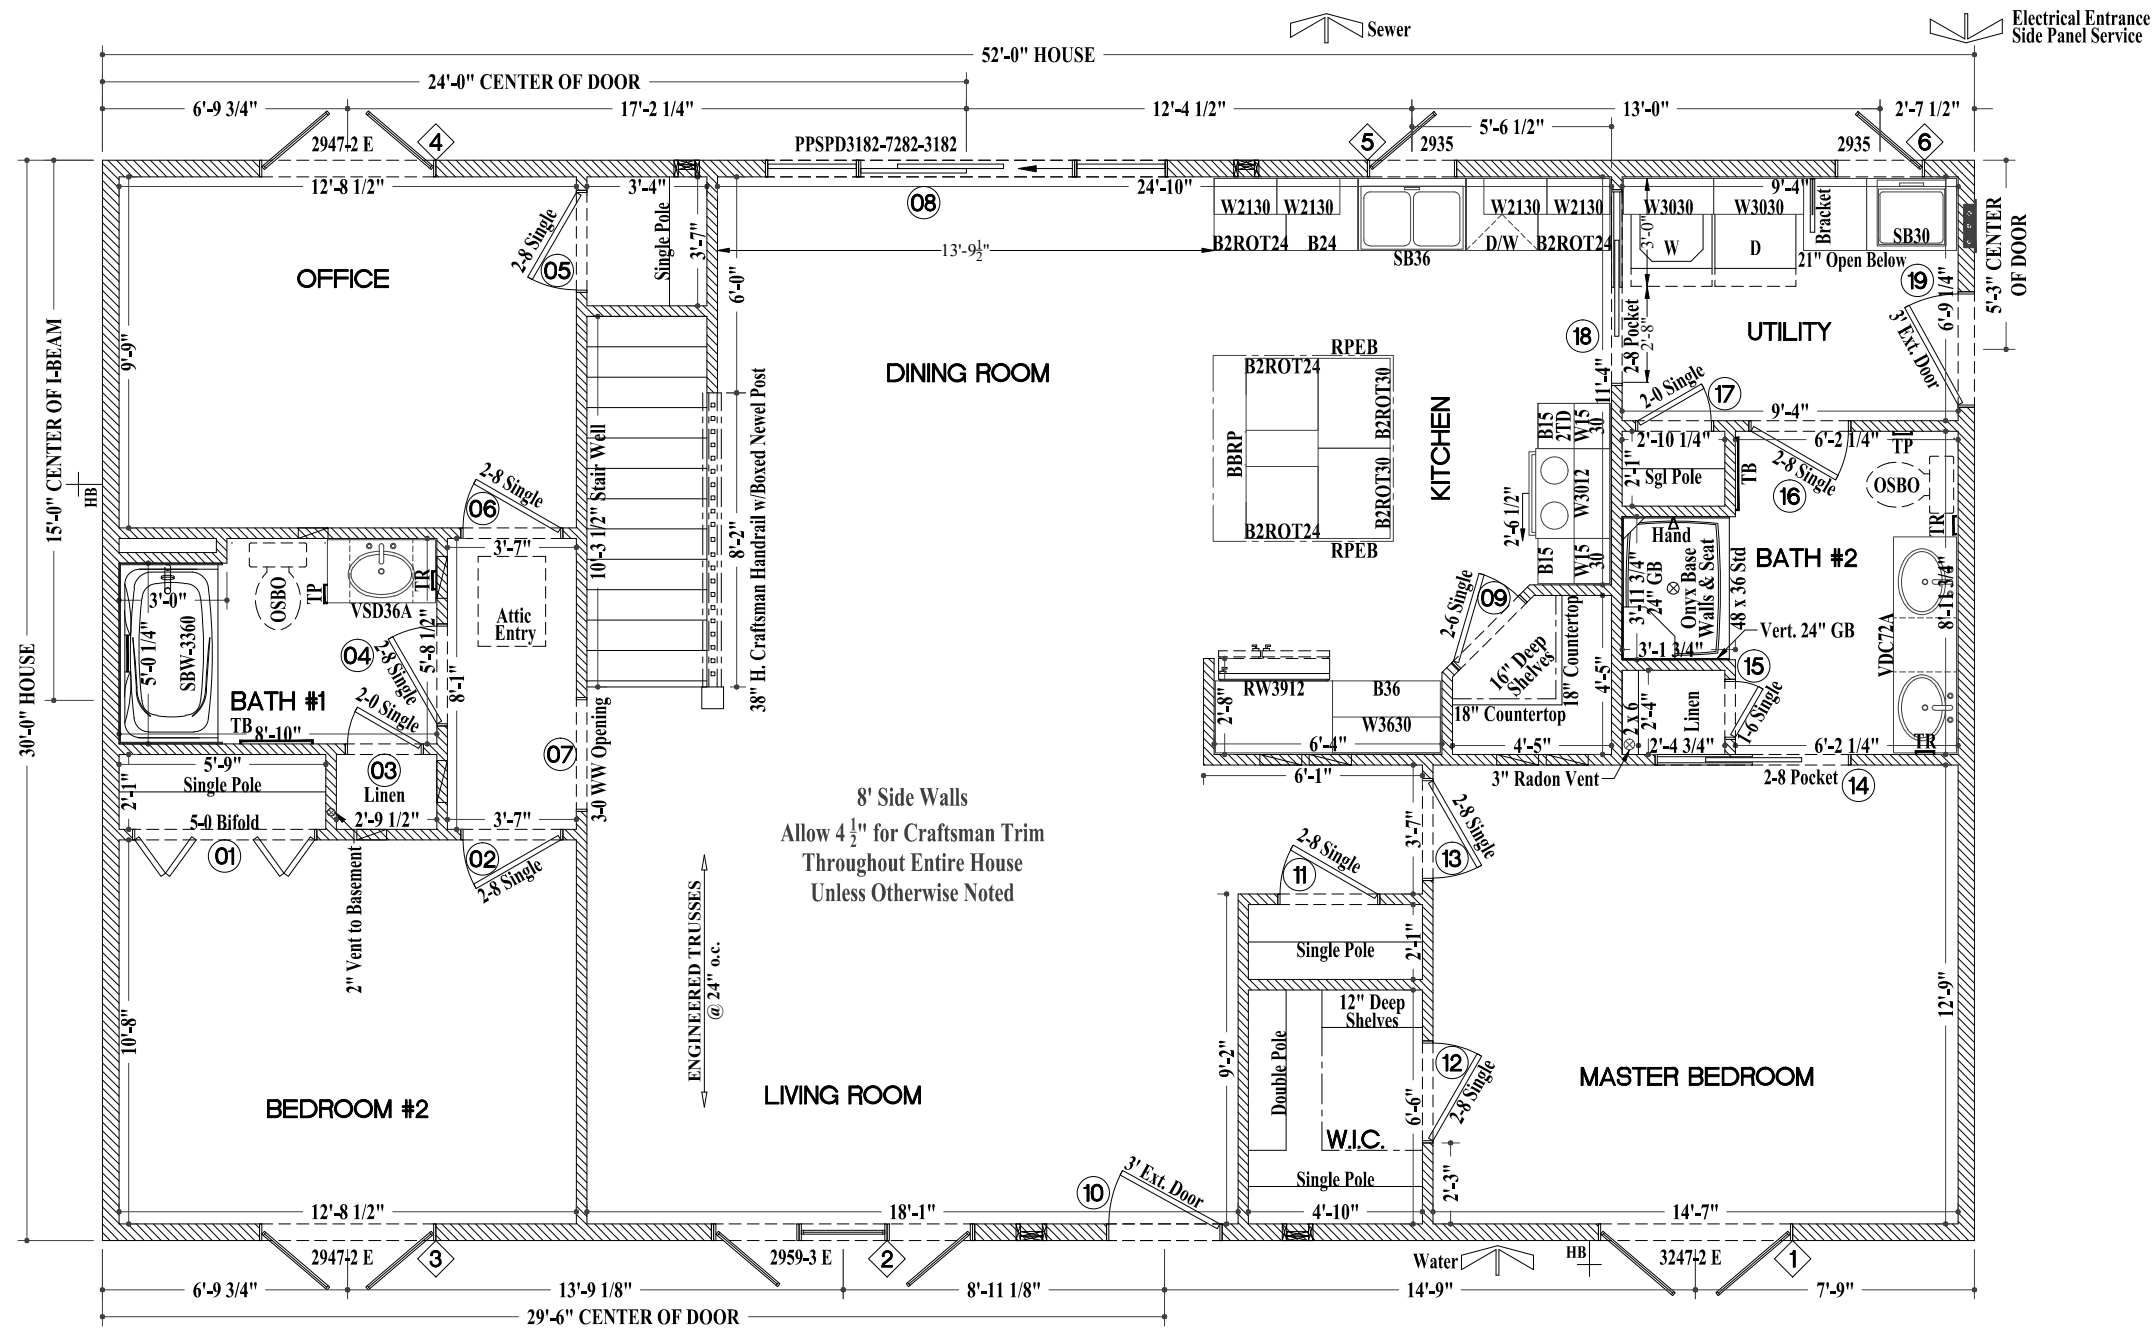 Sewer
Electrical Entrance
Side Panel Service
52'-0" HOUSE
24'-0" CENTER OF DOOR
6'-9 3/4"
17'-2 1/4"
12'-4 1/2"
13'-0"
2'-7 1/2"
5'-6 1/2"
2947-2 E
4
PPSPD3182-7282-3182
5
2935
2935
6
12'-8 1/2"
3'-4"
24'-10"
9'-4"
08
W2130
W2130
W2130
W2130
W3030
W3030
Bracket
B2ROT24
B24
SB36
D/W
B2ROT24
3'-0"
W
D
SB30
21" Open Below
5'-3" CENTER
OF DOOR
2-8 Single
05
Single Pole
3'-7"
6'-0"
13'-9½"
OFFICE
19
6'-9 1/4"
3' Ext. Door
UTILITY
18
2-8 Pocket
2'-8"
15'-0" CENTER OF I-BEAM
9'-9"
DINING ROOM
RPEB
B2ROT24
B2ROT30
BBRP
B2ROT30
B2ROT24
RPEB
KITCHEN
11'-4"
B15
2TD
W15
30
W3012
2'-6 1/2"
B15
W15
30
2-0 Single
17
9'-4"
2'-10 1/4"
6'-2 1/4"
TP
2'-1"
Sgl Pole
TB
2-8 Single
16
OSBO
TR
HB
10'-3 1/2" Stair Well
8'-2"
38" H. Craftsman Handrail w/Boxed Newel Post
2-8 Single
06
3'-7"
Attic
Entry
Hand
3'-11 3/4"
24" GB
Onyx Base
Walls & Seat
48 x 36 Std
BATH #2
8'-11 3/4"
VDC72A
Vert. 24" GB
3'-1 3/4"
30'-0" HOUSE
3'-0"
5'-0 1/4"
SBW-3360
OSBO
TP
VSD36A
TR
5'-8 1/2"
04
2-8 Single
8'-1"
BATH #1
TB
8'-10"
2-0 Single
2-6 Single
09
16" Deep
Shelves
18" Countertop
4'-5"
RW3912
B36
18" Countertop
2'-8"
W3630
6'-4"
4'-5"
15
1-6 Single
2 x 6
2'-4"
Linen
2'-4 3/4"
6'-2 1/4"
TR
07
3-0 WW Opening
6'-1"
3" Radon Vent
2-8 Pocket
14
5'-9"
Single Pole
2'-1"
03
Linen
5-0 Bifold
2'-9 1/2"
3'-7"
01
02
2-8 Single
8' Side Walls
Allow 4 ½" for Craftsman Trim
Throughout Entire House
Unless Otherwise Noted
2-8 Single
13
3'-7"
2-8 Single
11
2" Vent to Basement
ENGINEERED TRUSSES
@ 24" o.c.
Single Pole
2'-1"
12" Deep
Shelves
12'-9"
10'-8"
9'-2"
Double Pole
12
2-8 Single
6'-6"
MASTER BEDROOM
BEDROOM #2
LIVING ROOM
W.I.C.
10
3' Ext. Door
Single Pole
2'-3"
12'-8 1/2"
18'-1"
4'-10"
14'-7"
2947-2 E
3
2959-3 E
2
Water
HB
3247-2 E
1
6'-9 3/4"
13'-9 1/8"
8'-11 1/8"
14'-9"
7'-9"
29'-6" CENTER OF DOOR